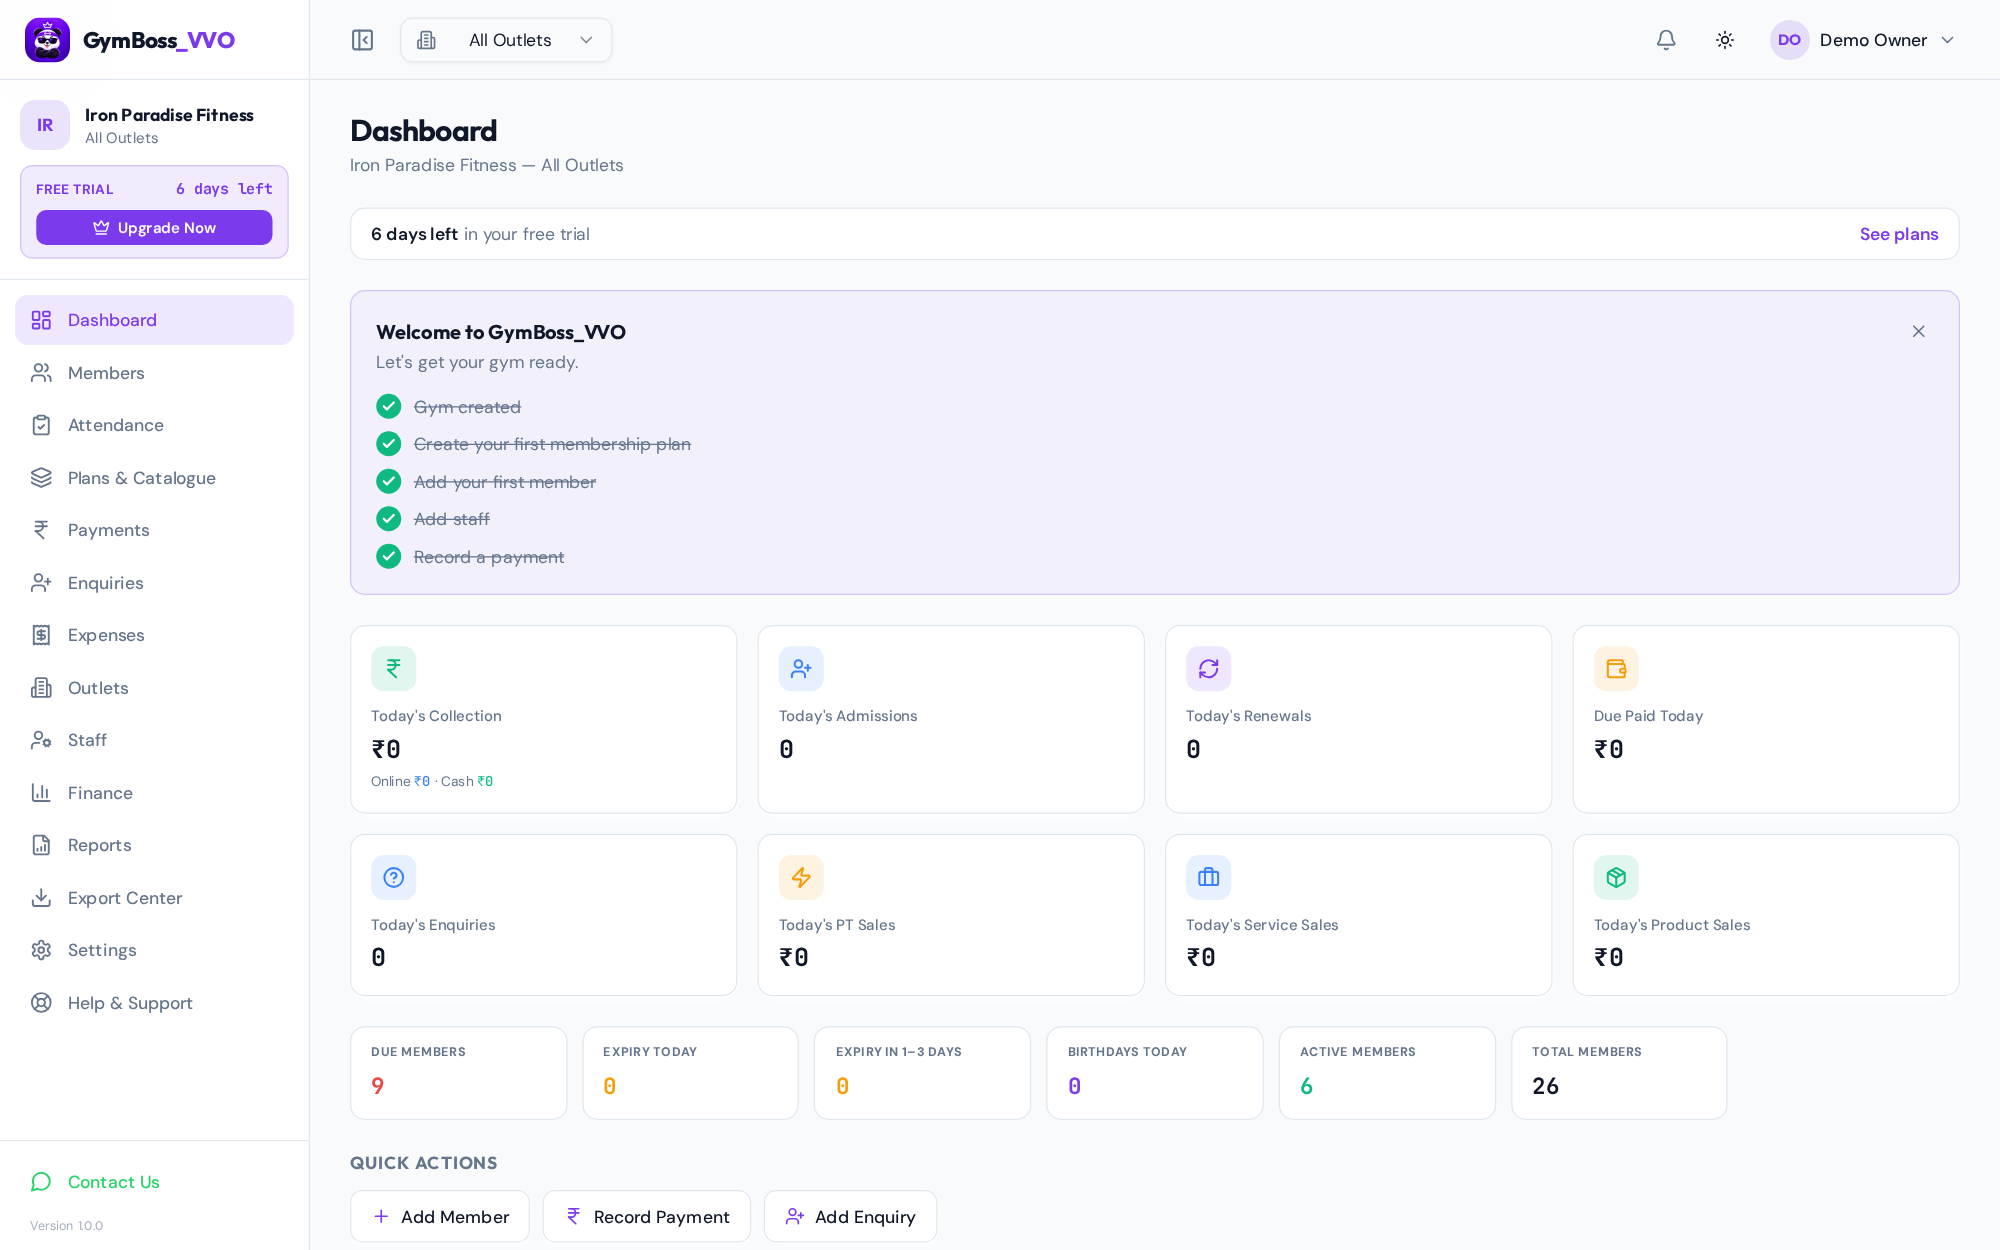 GymBoss_VVO
All Outlets
DO Demo Owner
IR
Iron Paradise Fitness
All Outlets
FREE TRIAL 6 days left
Upgrade Now
Dashboard
Members
Attendance
Plans & Catalogue
Payments
Enquiries
Expenses
Outlets
Staff
Finance
Reports
Export Center
Settings
Help & Support
Contact Us
Version 1.0.0
Dashboard
Iron Paradise Fitness — All Outlets
6 days left in your free trial See plans
Welcome to GymBoss_VVO
Let's get your gym ready.
Gym created
Create your first membership plan
Add your first member
Add staff
Record a payment
Today's Collection
₹0
Online ₹0 · Cash ₹0
Today's Admissions
0
Today's Renewals
0
Due Paid Today
₹0
Today's Enquiries
0
Today's PT Sales
₹0
Today's Service Sales
₹0
Today's Product Sales
₹0
DUE MEMBERS
9
EXPIRY TODAY
0
EXPIRY IN 1–3 DAYS
0
BIRTHDAYS TODAY
0
ACTIVE MEMBERS
6
TOTAL MEMBERS
26
QUICK ACTIONS
Add Member
Record Payment
Add Enquiry